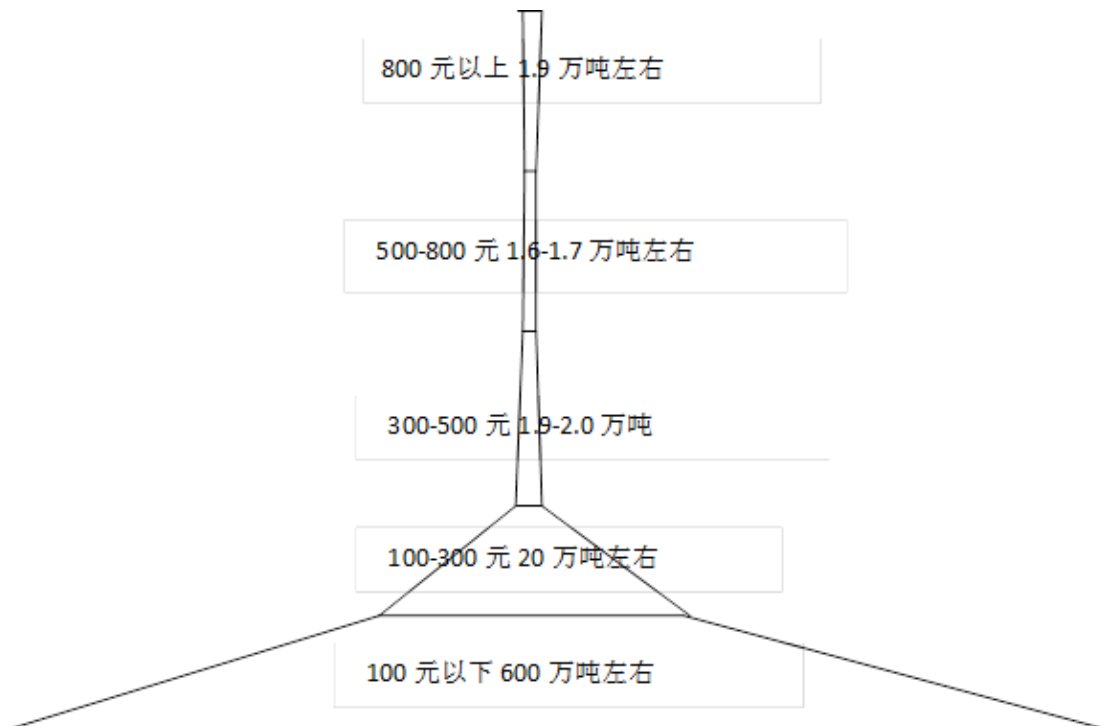 800 元以上 1.9 万吨左右
500-800 元 1.6-1.7 万吨左右
300-500 元 1.9-2.0 万吨
100-300 元 20 万吨左右
100 元以下 600 万吨左右